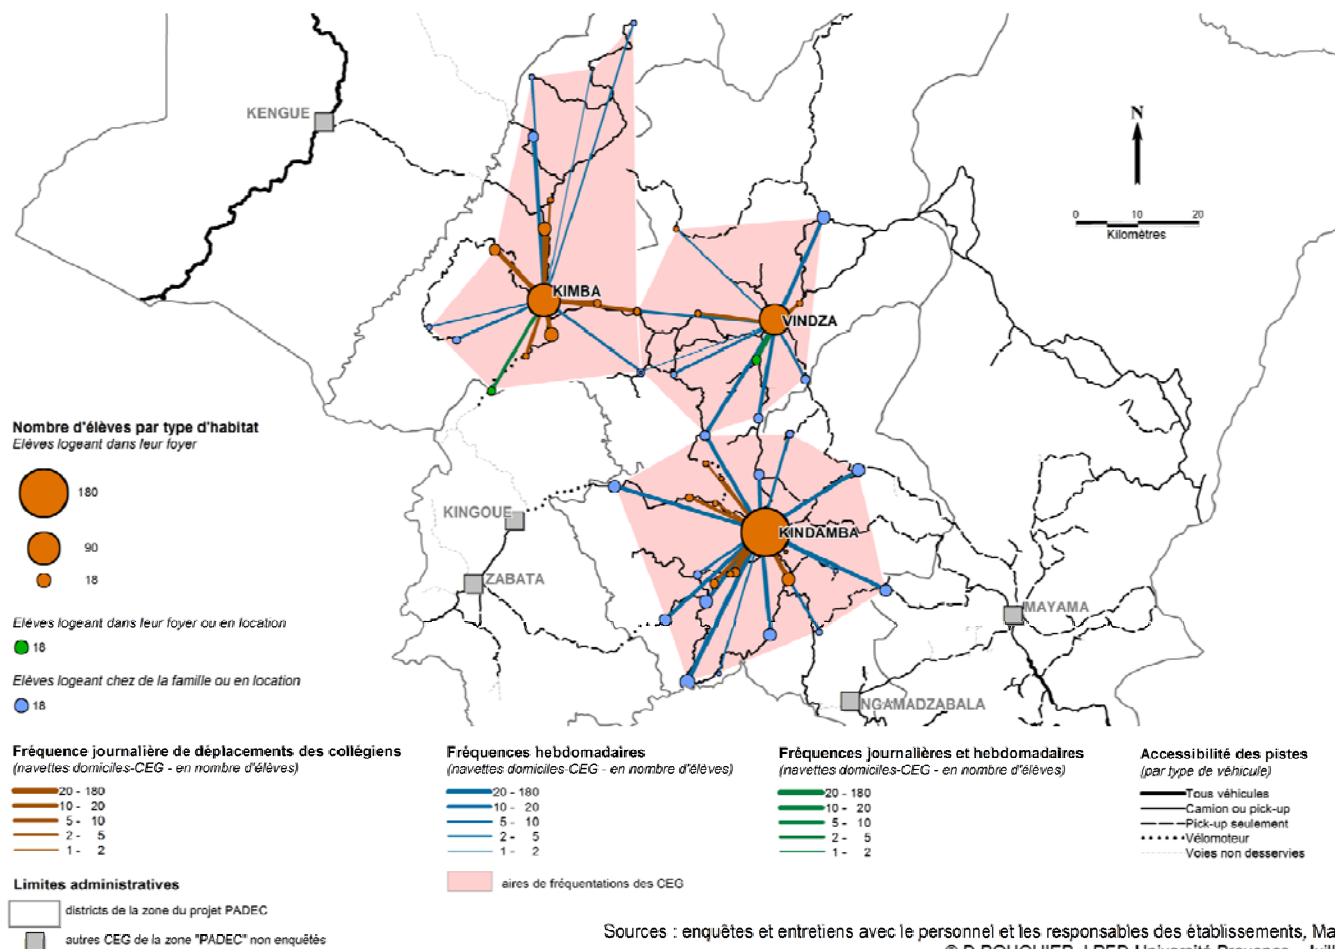 KENGUE
N
0 10 20
Kilomètres
KIMBA
VINDZA
Nombre d'élèves par type d'habitat
Elèves logeant dans leur foyer
180
90
18
KINGOUE
KINDAMBA
ZABATA
MAYAMA
Elèves logeant dans leur foyer ou en location
18
Elèves logeant chez de la famille ou en location
18
NGAMADZABALA
Fréquence journalière de déplacements des collégiens
(navettes domiciles-CEG - en nombre d'élèves)
20 - 180
10 - 20
5 - 10
2 - 5
1 - 2
Fréquences hebdomadaires
(navettes domiciles-CEG - en nombre d'élèves)
20 - 180
10 - 20
5 - 10
2 - 5
1 - 2
aires de fréquentations des CEG
Fréquences journalières et hebdomadaires
(navettes domiciles-CEG - en nombre d'élèves)
20 - 180
10 - 20
5 - 10
2 - 5
1 - 2
Accessibilité des pistes
(par type de véhicule)
Tous véhicules
Camion ou pick-up
Pick-up seulement
Vélomoteur
Voies non desservies
Limites administratives
districts de la zone du projet PADEC
autres CEG de la zone "PADEC" non enquêtés
Sources : enquêtes et entretiens avec le personnel et les responsables des établissements, Ma